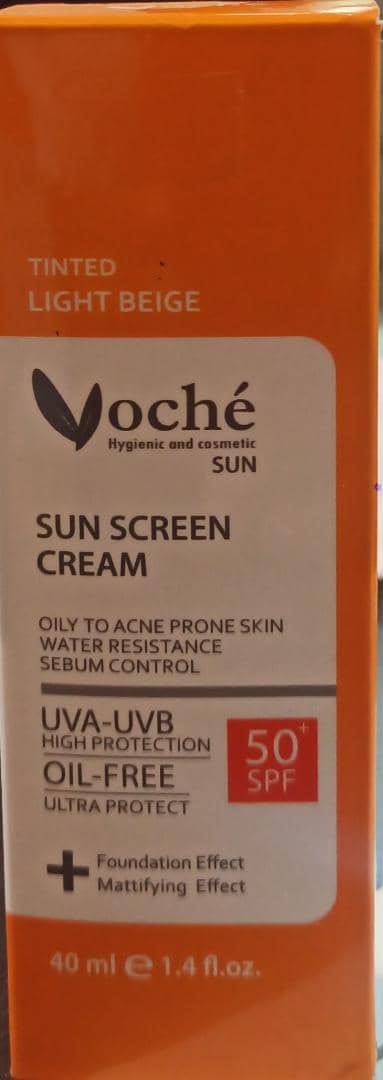 TINTED
LIGHT BEIGE
Voché
Hygienic and cosmetic
SUN
SUN SCREEN
CREAM
OILY TO ACNE PRONE SKIN
WATER RESISTANCE
SEBUM CONTROL
UVA-UVB
HIGH PROTECTION
OIL-FREE
ULTRA PROTECT
50+
SPF
+ Foundation Effect
Mattifying Effect
40 ml e 1.4 fl.oz.